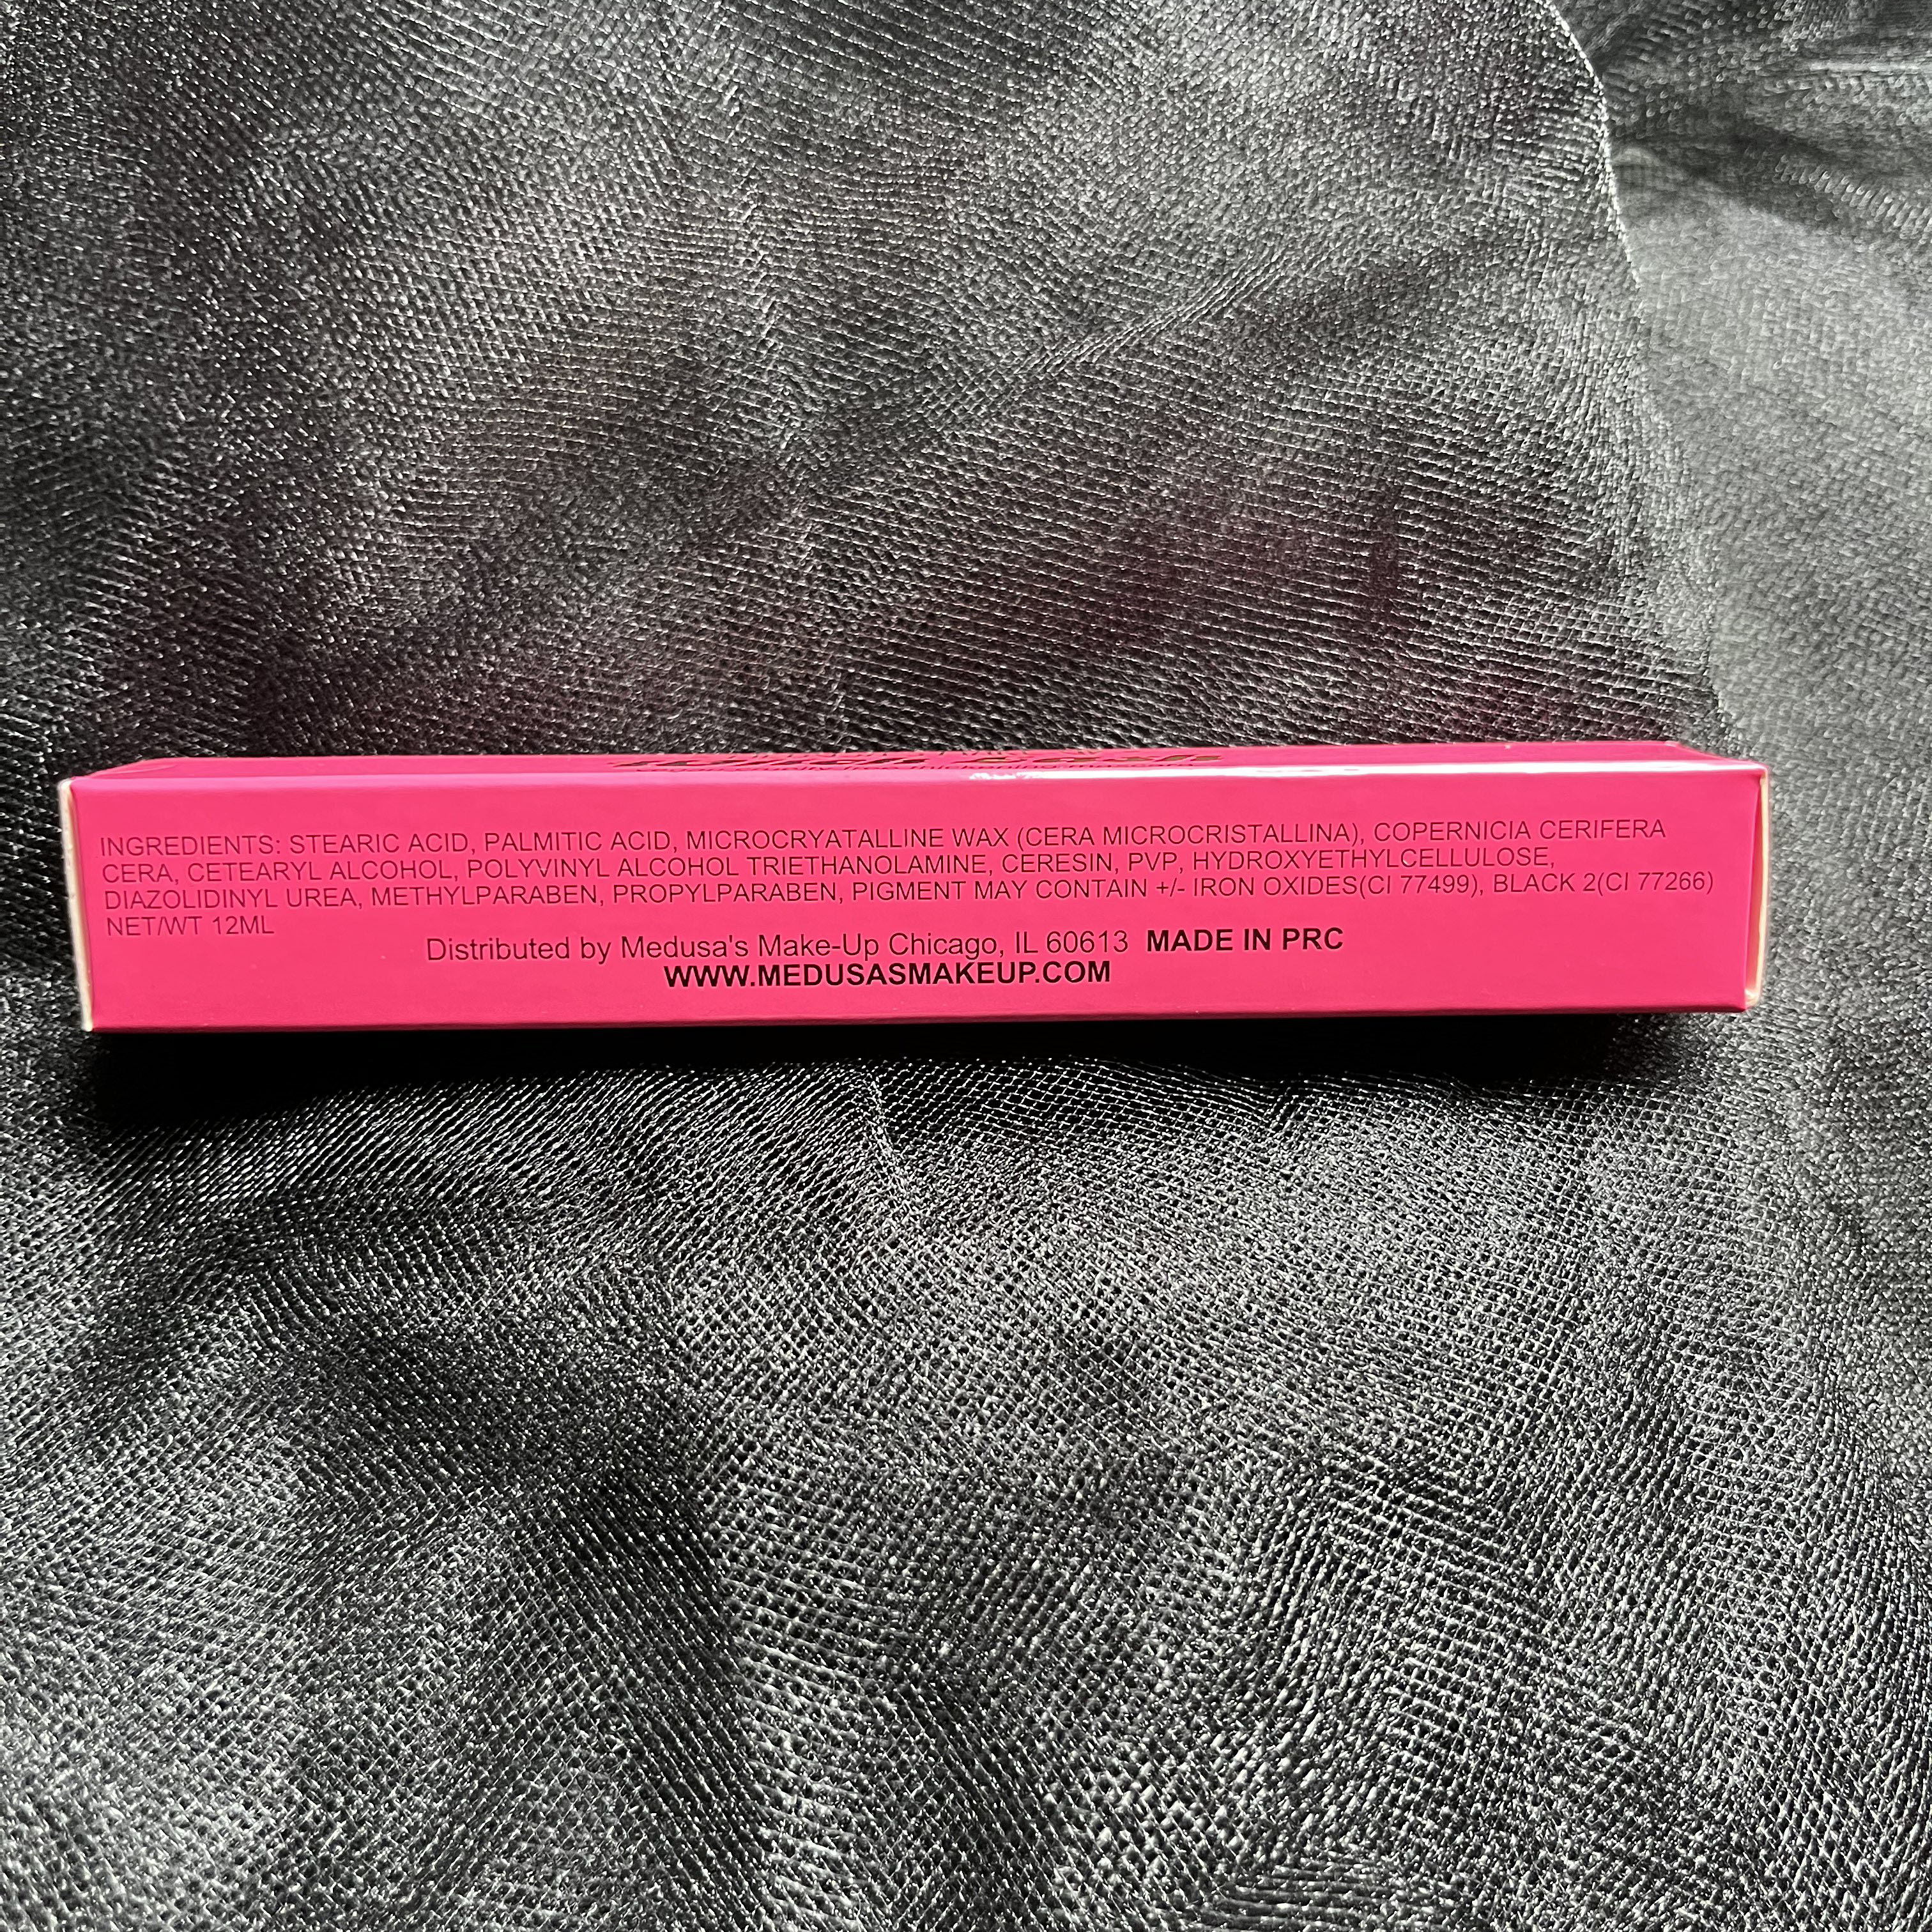 INGREDIENTS: STEARIC ACID, PALMITIC ACID, MICROCRYATALLINE WAX (CERA MICROCRISTALLINA), COPERNICIA CERIFERA
CERA, CETEARYL ALCOHOL, POLYVINYL ALCOHOL TRIETHANOLAMINE, CERESIN, PVP, HYDROXYETHYLCELLULOSE,
DIAZOLIDINYL UREA, METHYLPARABEN, PROPYLPARABEN, PIGMENT MAY CONTAIN +/- IRON OXIDES(CI 77499), BLACK 2(CI 77266)
NET/WT 12ML
Distributed by Medusa's Make-Up Chicago, IL 60613 MADE IN PRC
WWW.MEDUSASMAKEUP.COM